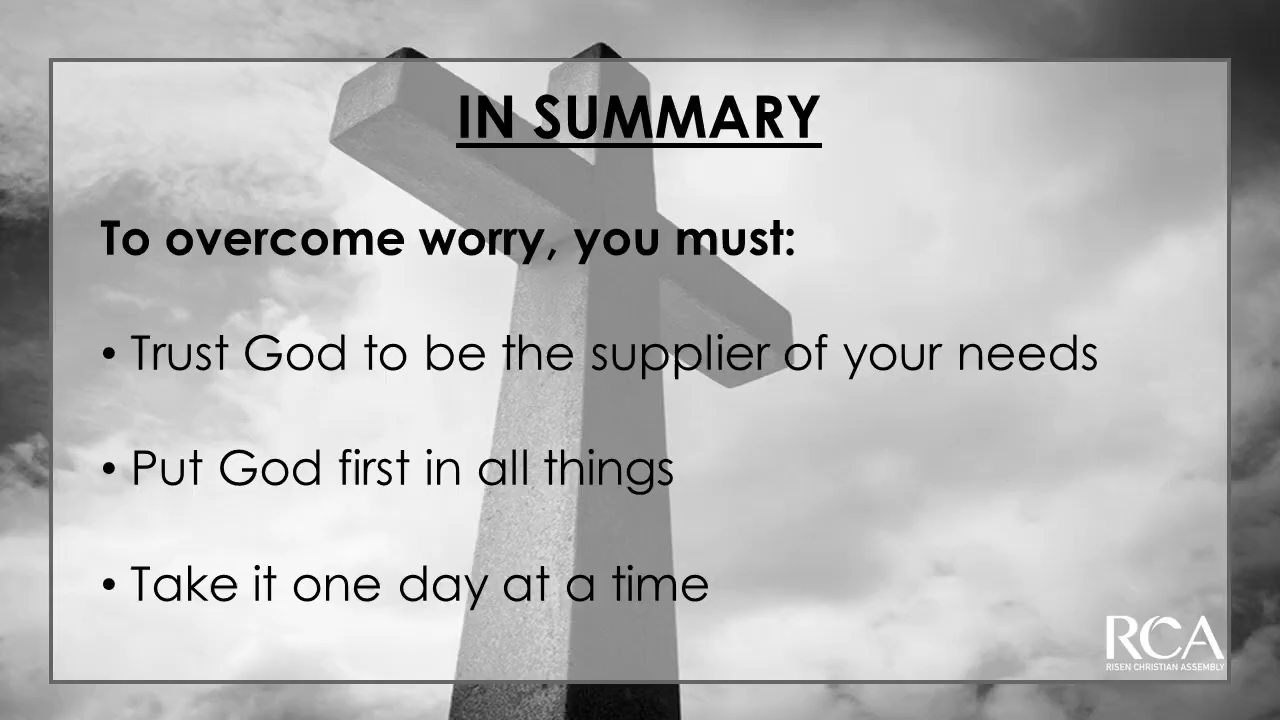 IN SUMMARY
To overcome worry, you must:
• Trust God to be the supplier of your needs
• Put God first in all things
• Take it one day at a time
RCA
RISEN CHRISTIAN ASSEMBLY